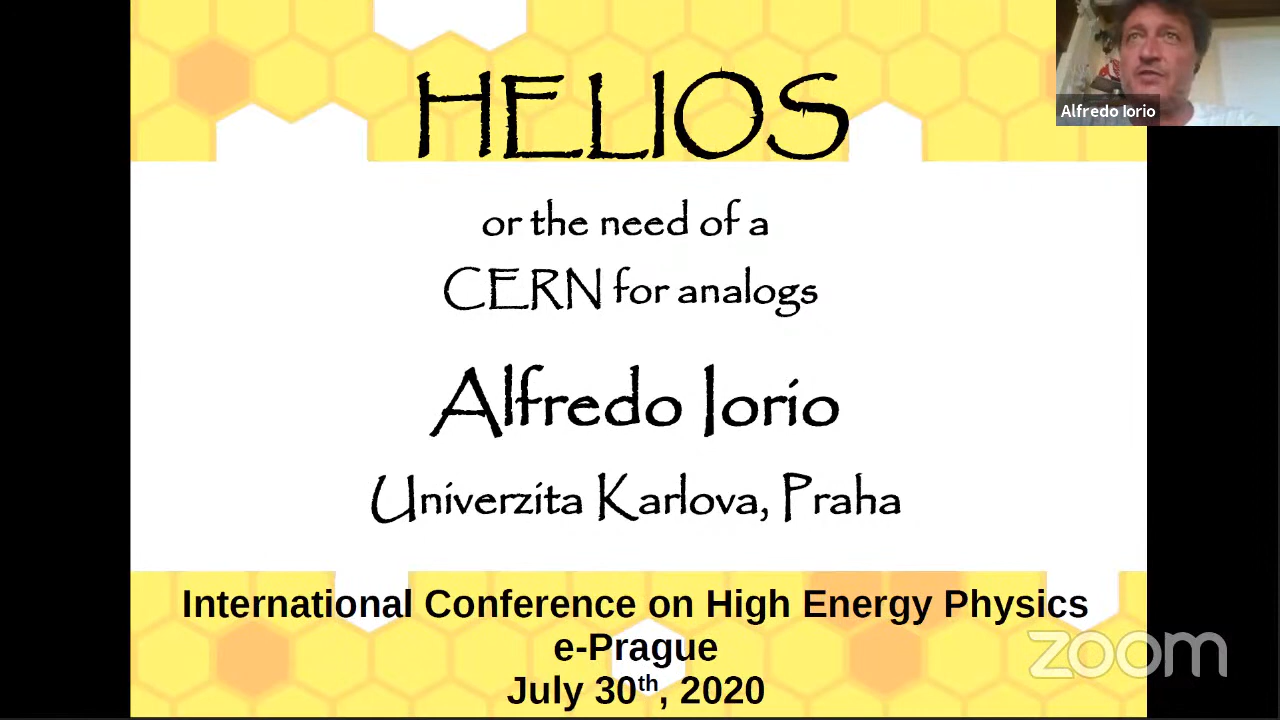 HELIOS
Alfredo Iorio
or the need of a
CERN for analogs
Alfredo Iorio
Univerzita Karlova, Praha
International Conference on High Energy Physics
e-Prague
July 30th, 2020
zoom